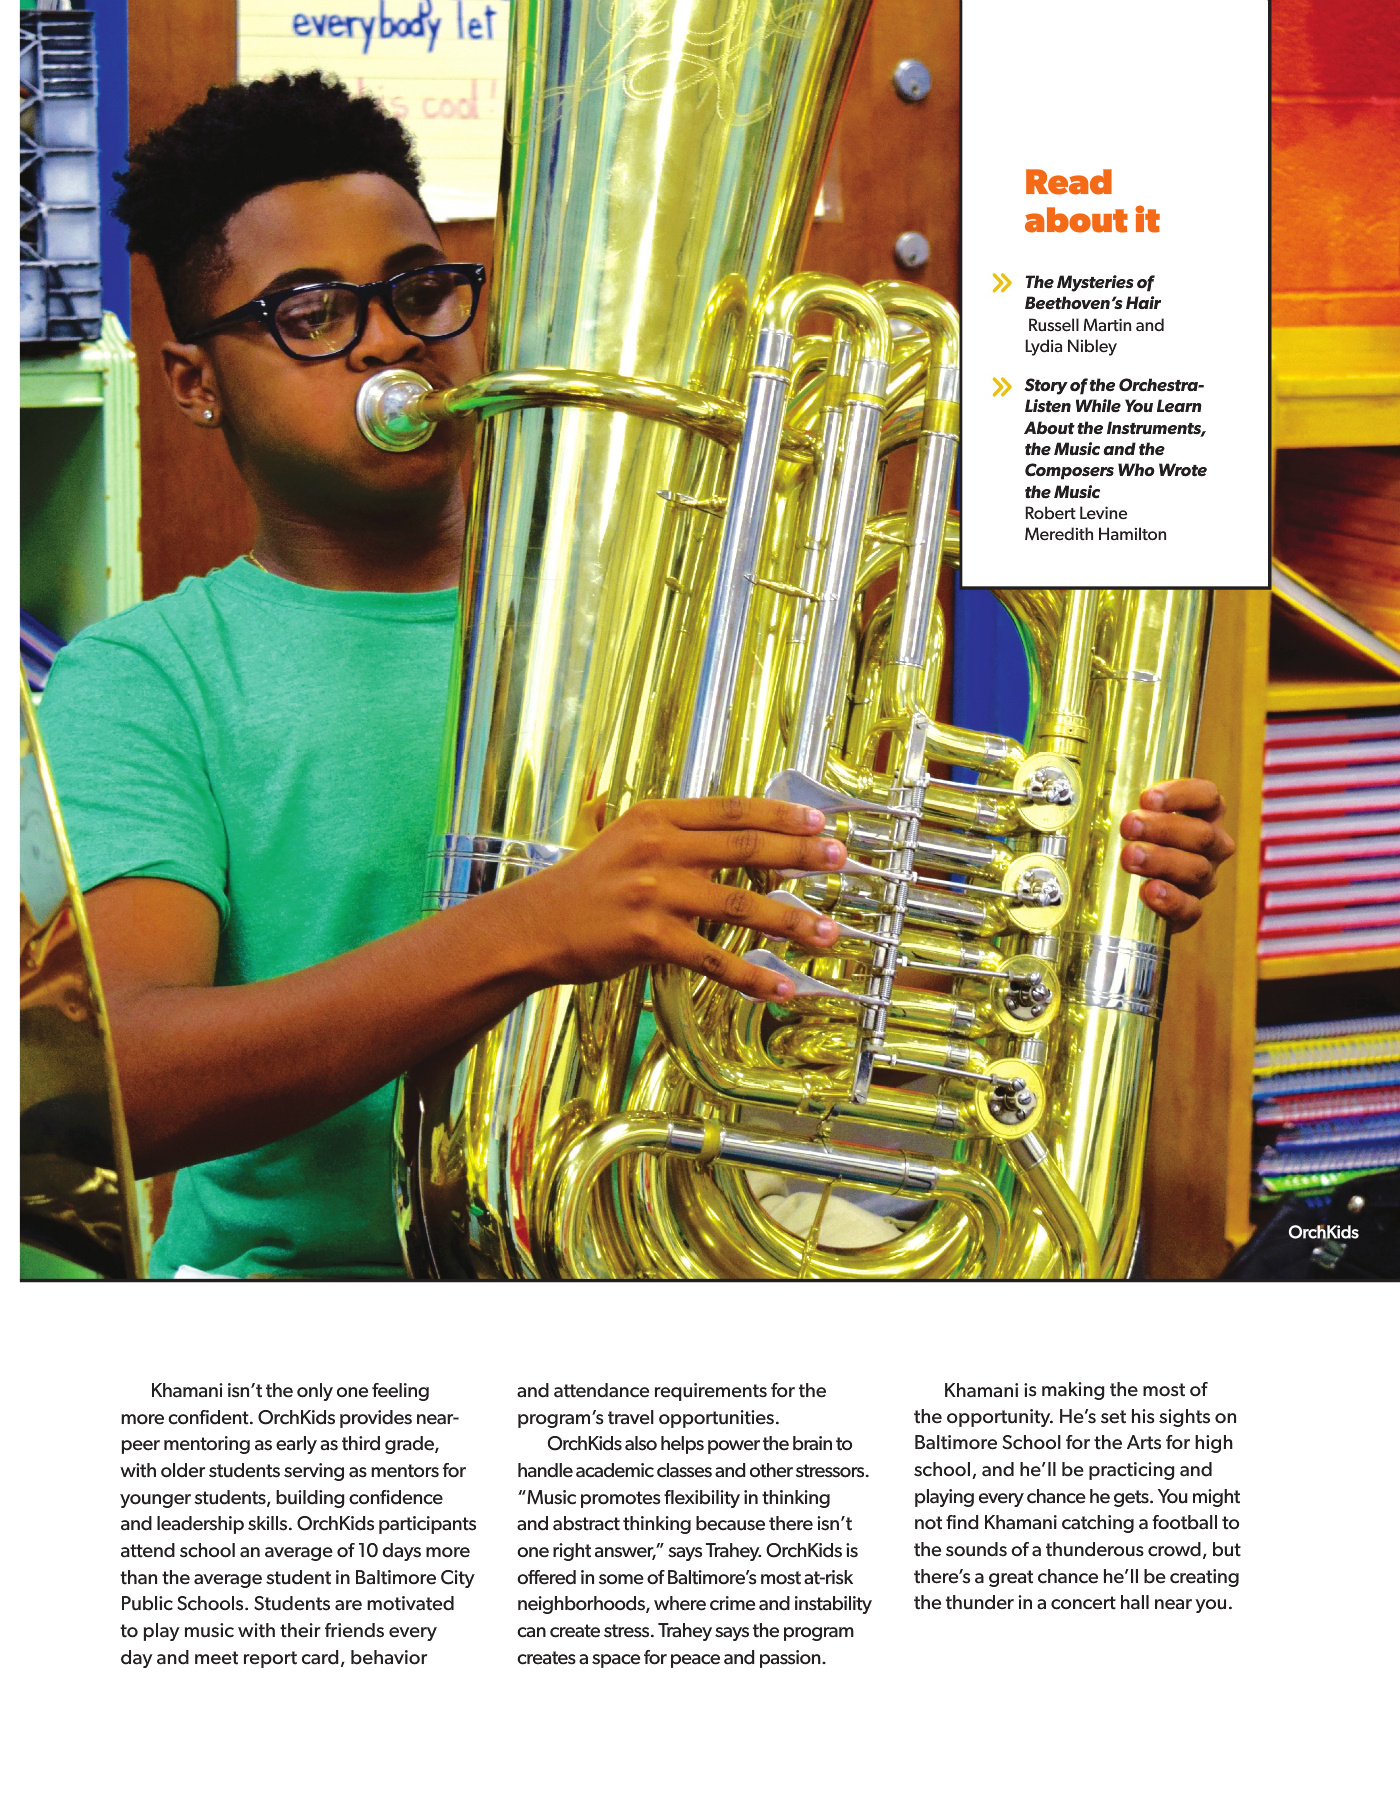 everybody let
is cool!
Read
about it
The Mysteries of
Beethoven's Hair
Russell Martin and
Lydia Nibley
Story of the Orchestra-
Listen While You Learn
About the Instruments,
the Music and the
Composers Who Wrote
the Music
Robert Levine
Meredith Hamilton
OrchKids
Khamani isn't the only one feeling
more confident. OrchKids provides near-
peer mentoring as early as third grade,
with older students serving as mentors for
younger students, building confidence
and leadership skills. OrchKids participants
attend school an average of 10 days more
than the average student in Baltimore City
Public Schools. Students are motivated
to play music with their friends every
day and meet report card, behavior
and attendance requirements for the
program's travel opportunities.
OrchKids also helps power the brain to
handle academic classes and other stressors.
“Music promotes flexibility in thinking
and abstract thinking because there isn't
one right answer,” says Trahey. OrchKids is
offered in some of Baltimore's most at-risk
neighborhoods, where crime and instability
can create stress. Trahey says the program
creates a space for peace and passion.
Khamani is making the most of
the opportunity. He's set his sights on
Baltimore School for the Arts for high
school, and he'll be practicing and
playing every chance he gets. You might
not find Khamani catching a football to
the sounds of a thunderous crowd, but
there's a great chance he'll be creating
the thunder in a concert hall near you.